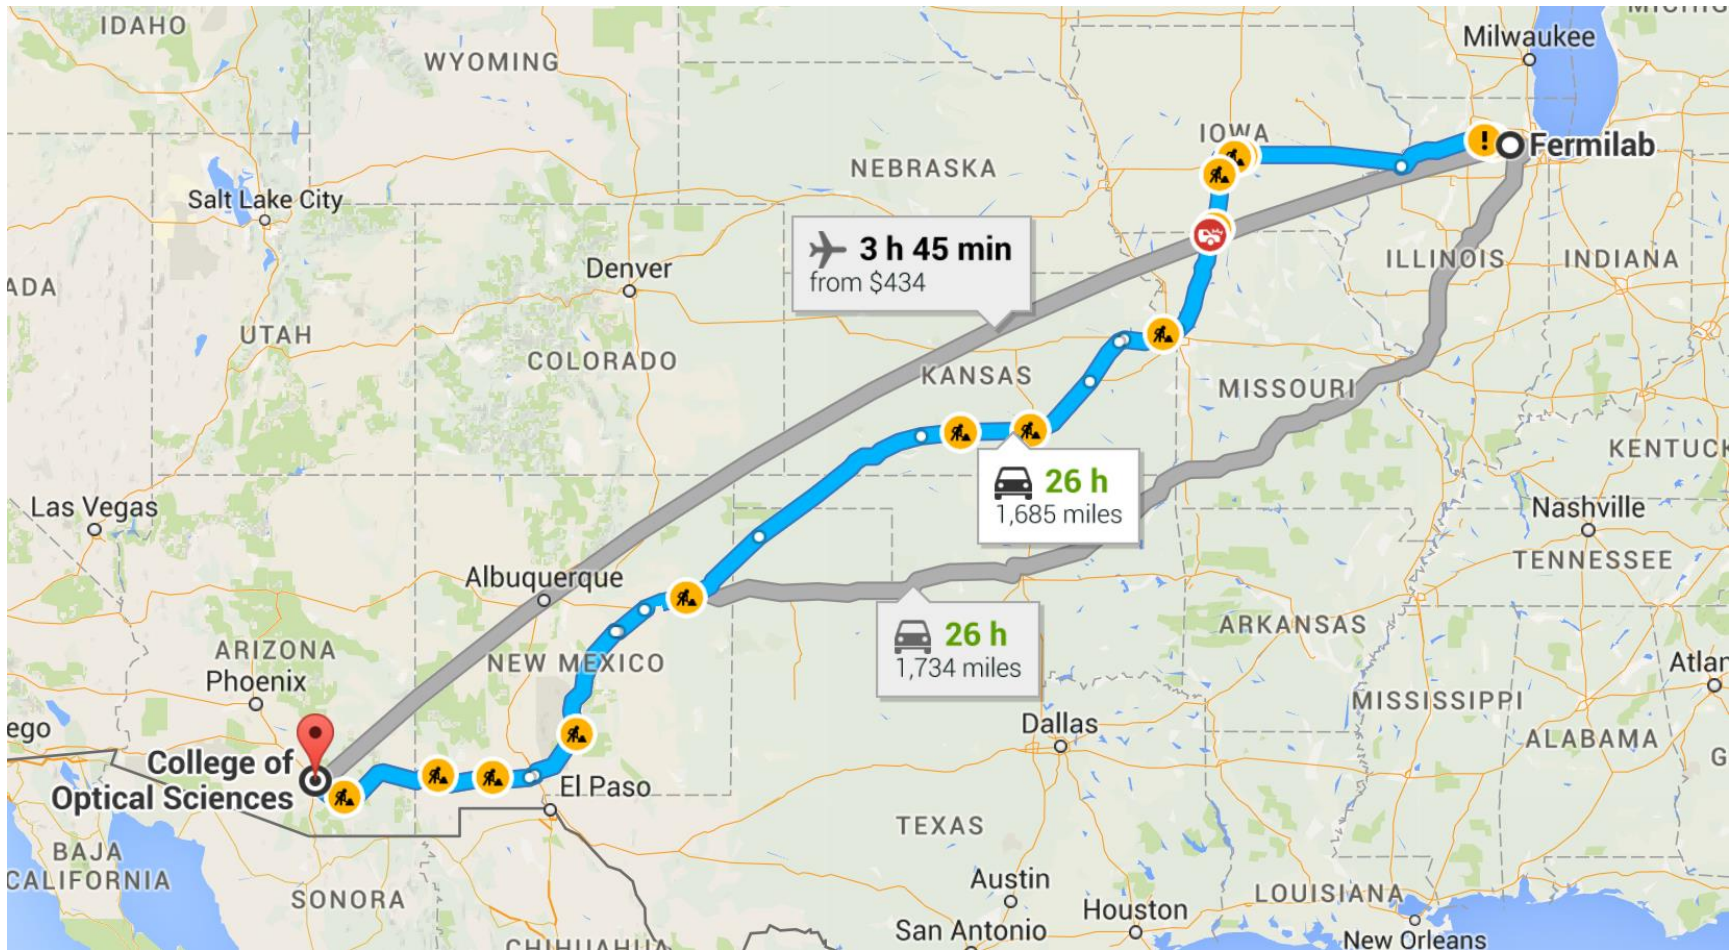 IDAHO
WYOMING
MICHIG
Milwaukee
IOWA
Fermilab
NEBRASKA
Salt Lake City
3 h 45 min
from $434
Denver
ILLINOIS
INDIANA
ADA
UTAH
COLORADO
KANSAS
MISSOURI
KENTUCK
26 h
1,685 miles
Las Vegas
Nashville
TENNESSEE
Albuquerque
26 h
1,734 miles
ARKANSAS
ARIZONA
NEW MEXICO
Phoenix
Atlan
MISSISSIPPI
ego
Dallas
ALABAMA
College of
Optical Sciences
G
El Paso
TEXAS
BAJA
CALIFORNIA
SONORA
Austin
LOUISIANA
Houston
San Antonio
New Orleans
CHIHUAHUA